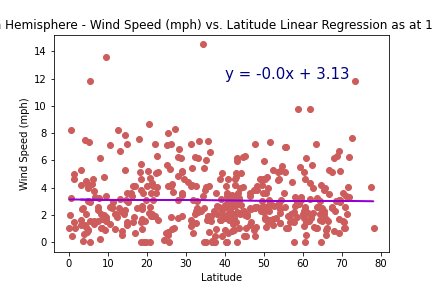 Hemisphere - Wind Speed (mph) vs. Latitude Linear Regression as at 1
y = -0.0x + 3.13
Wind Speed (mph)
14
12
10
8
6
4
2
0
0 10 20 30 40 50 60 70 80
Latitude